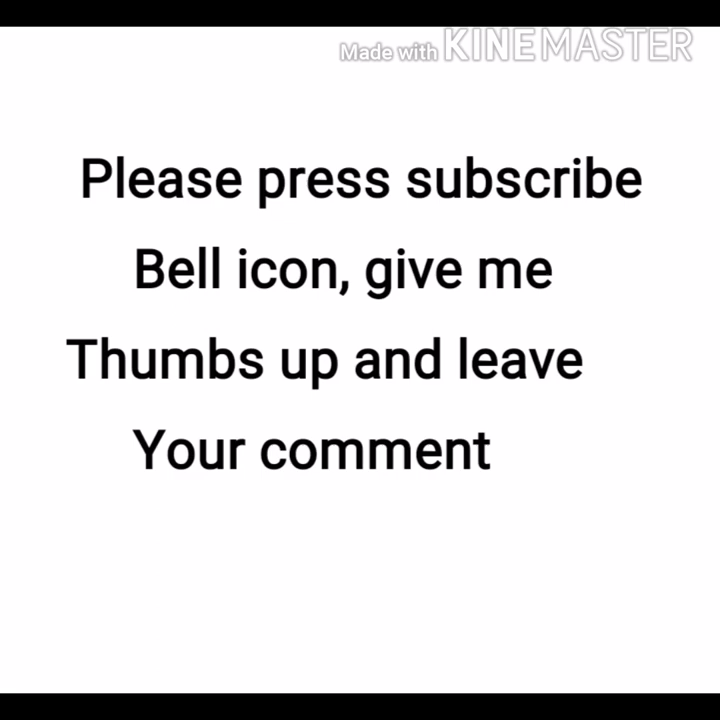 Made with KINEMASTER
Please press subscribe
Bell icon, give me
Thumbs up and leave
Your comment